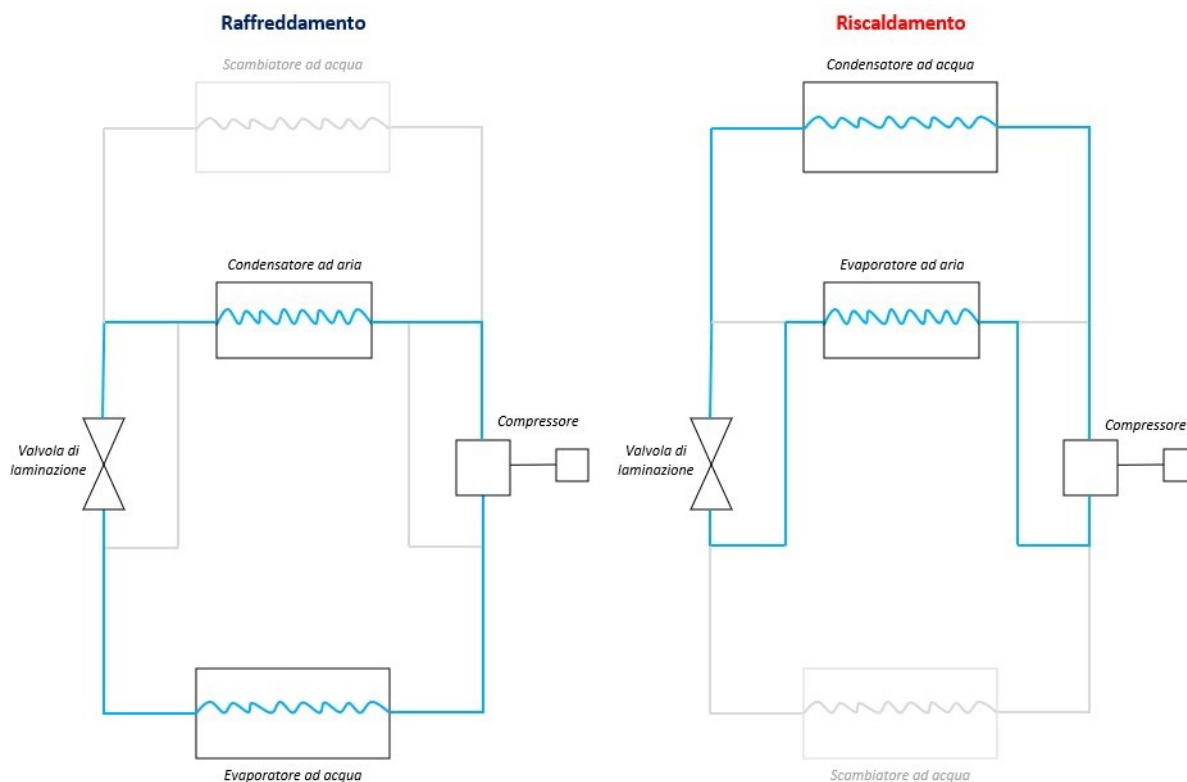 Raffreddamento
Scambiatore ad acqua
Condensatore ad aria
Compressore
Valvola di
laminazione
Evaporatore ad acqua
Riscaldamento
Condensatore ad acqua
Evaporatore ad aria
Compressore
Valvola di
laminazione
Scambiatore ad acqua